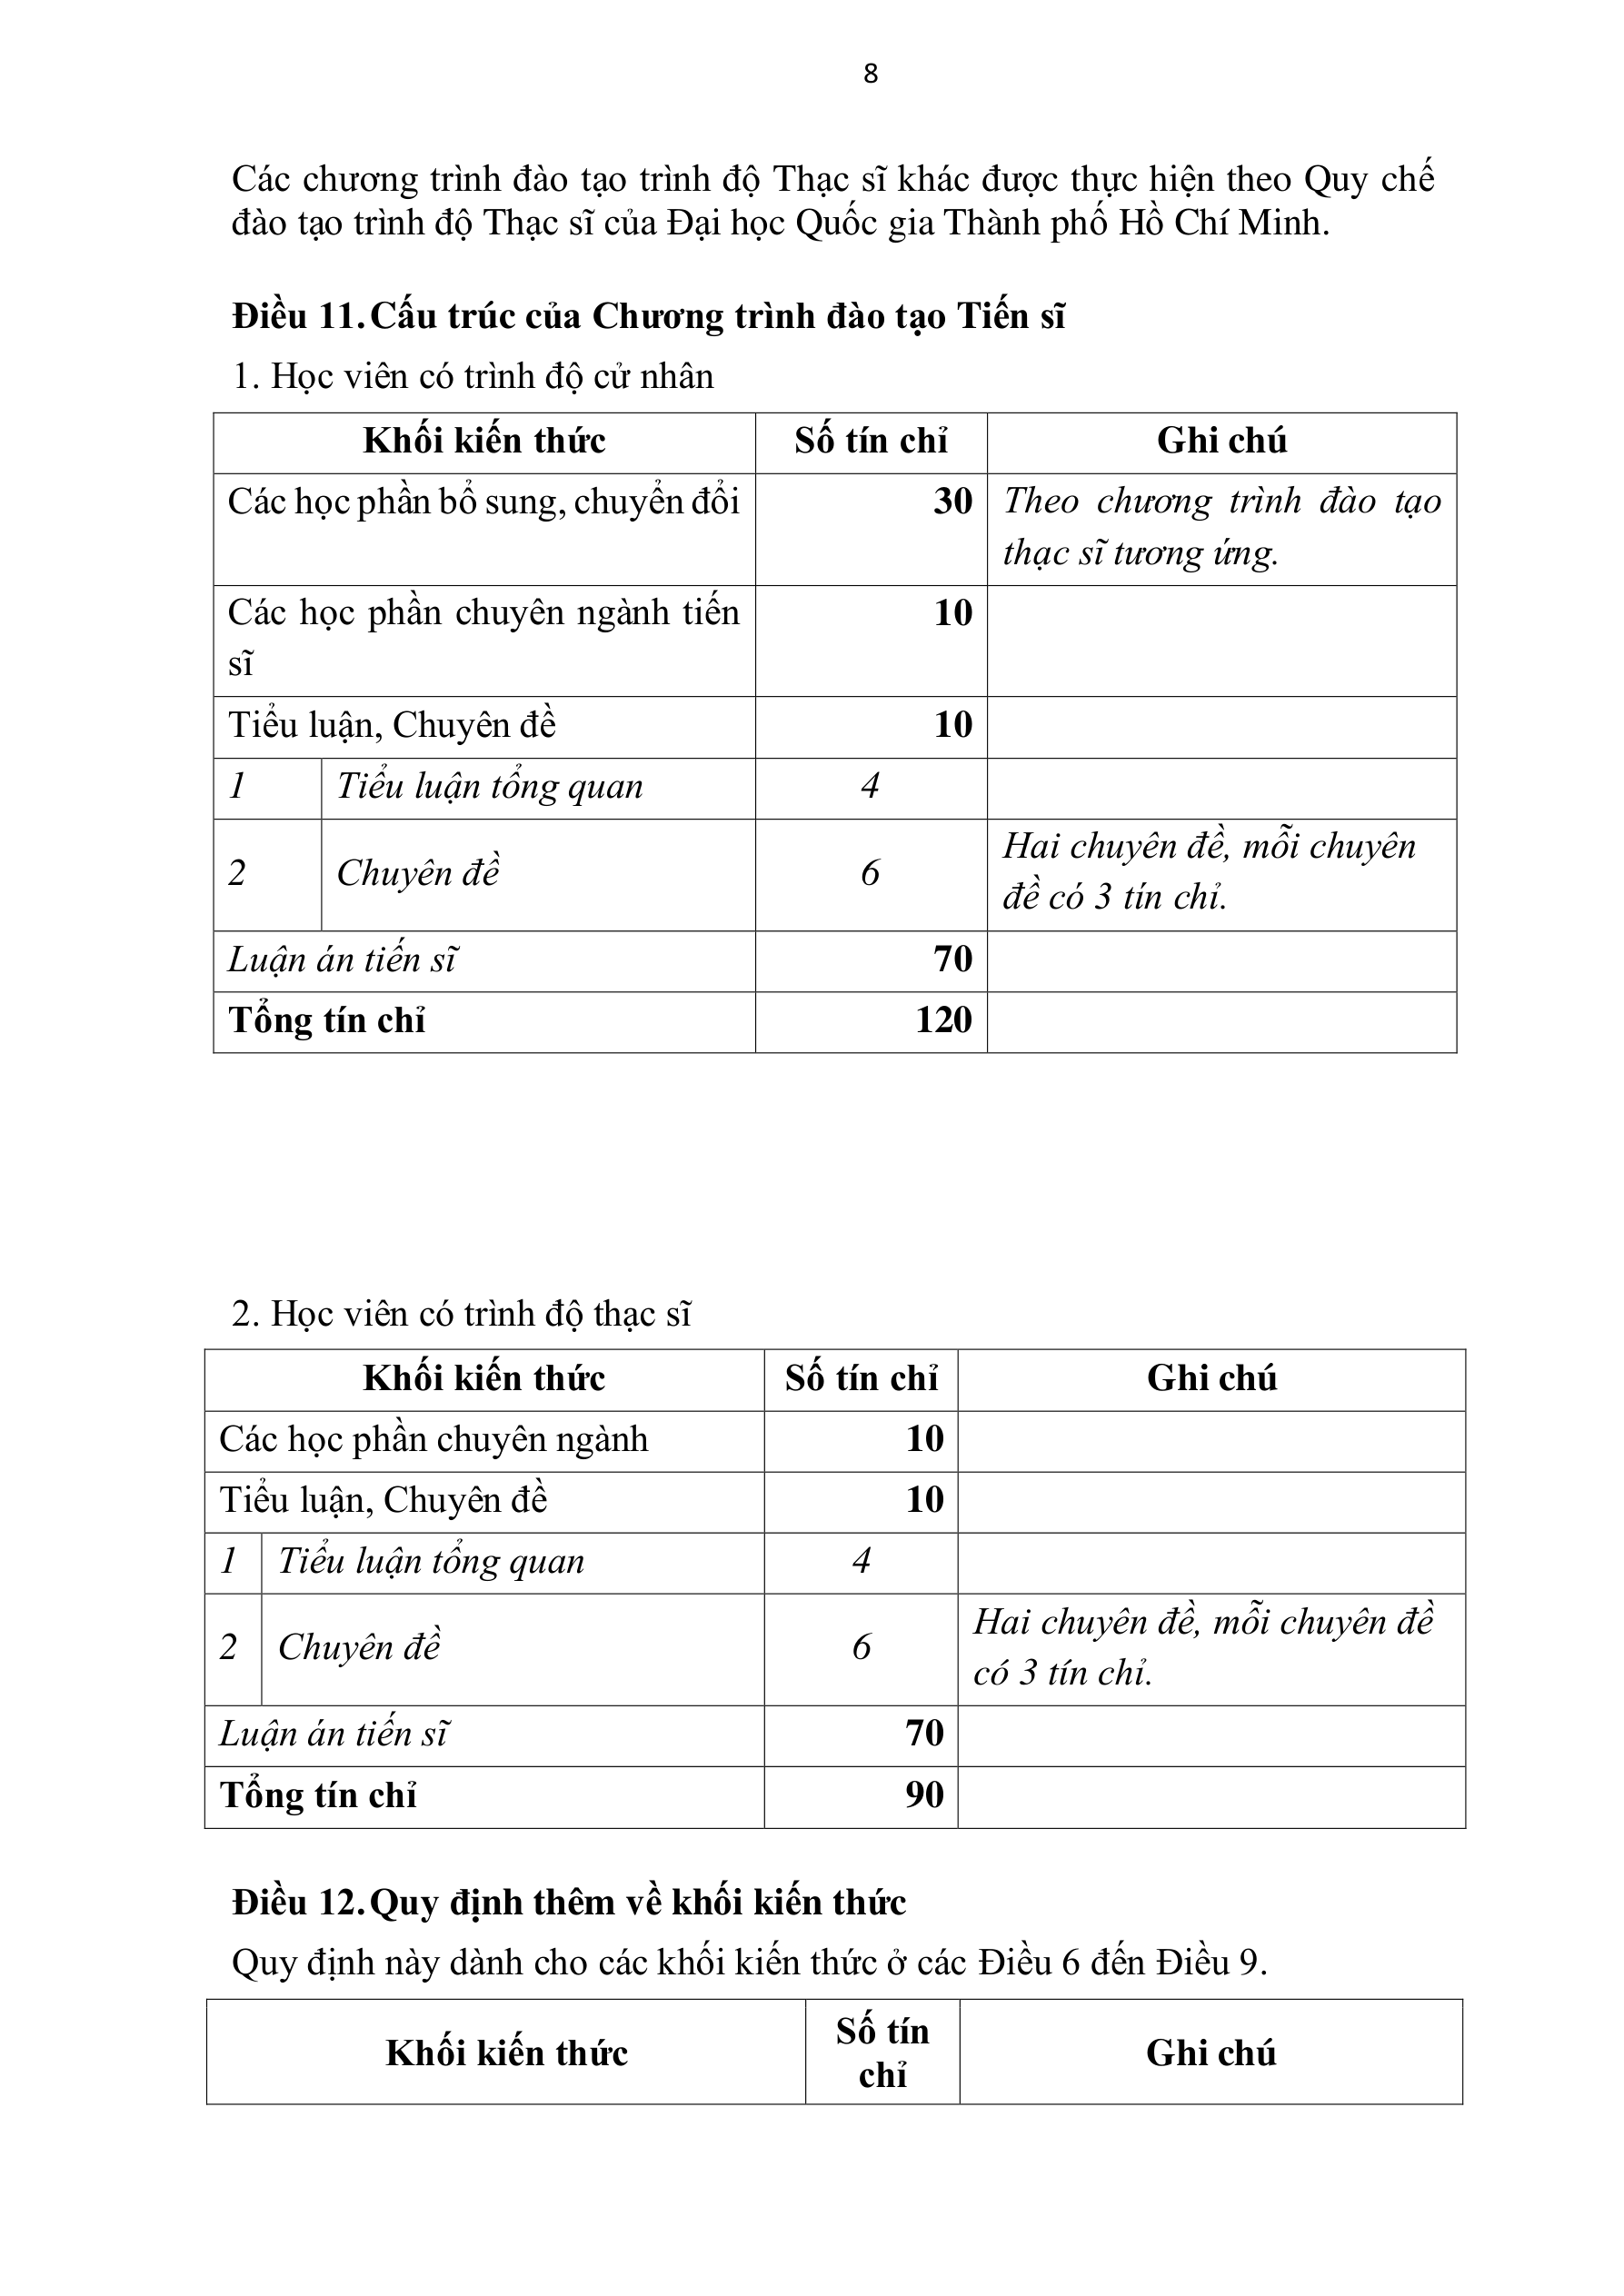 8
Các chương trình đào tạo trình độ Thạc sĩ khác được thực hiện theo Quy chế
đào tạo trình độ Thạc sĩ của Đại học Quốc gia Thành phố Hồ Chí Minh.
Điều 11. Cấu trúc của Chương trình đào tạo Tiến sĩ
1. Học viên có trình độ cử nhân
Khối kiến thức Số tín chỉ Ghi chú
Các học phần bổ sung, chuyển đổi 30 Theo chương trình đào tạo
thạc sĩ tương ứng.
Các học phần chuyên ngành tiến 10
sĩ
Tiểu luận, Chuyên đề 10
1 Tiểu luận tổng quan 4
2 Chuyên đề 6 Hai chuyên đề, mỗi chuyên
đề có 3 tín chỉ.
Luận án tiến sĩ 70
Tổng tín chỉ 120
2. Học viên có trình độ thạc sĩ
Khối kiến thức Số tín chỉ Ghi chú
Các học phần chuyên ngành 10
Tiểu luận, Chuyên đề 10
1 Tiểu luận tổng quan 4
2 Chuyên đề 6 Hai chuyên đề, mỗi chuyên đề
có 3 tín chỉ.
Luận án tiến sĩ 70
Tổng tín chỉ 90
Điều 12. Quy định thêm về khối kiến thức
Quy định này dành cho các khối kiến thức ở các Điều 6 đến Điều 9.
Khối kiến thức Số tín Ghi chú
chỉ